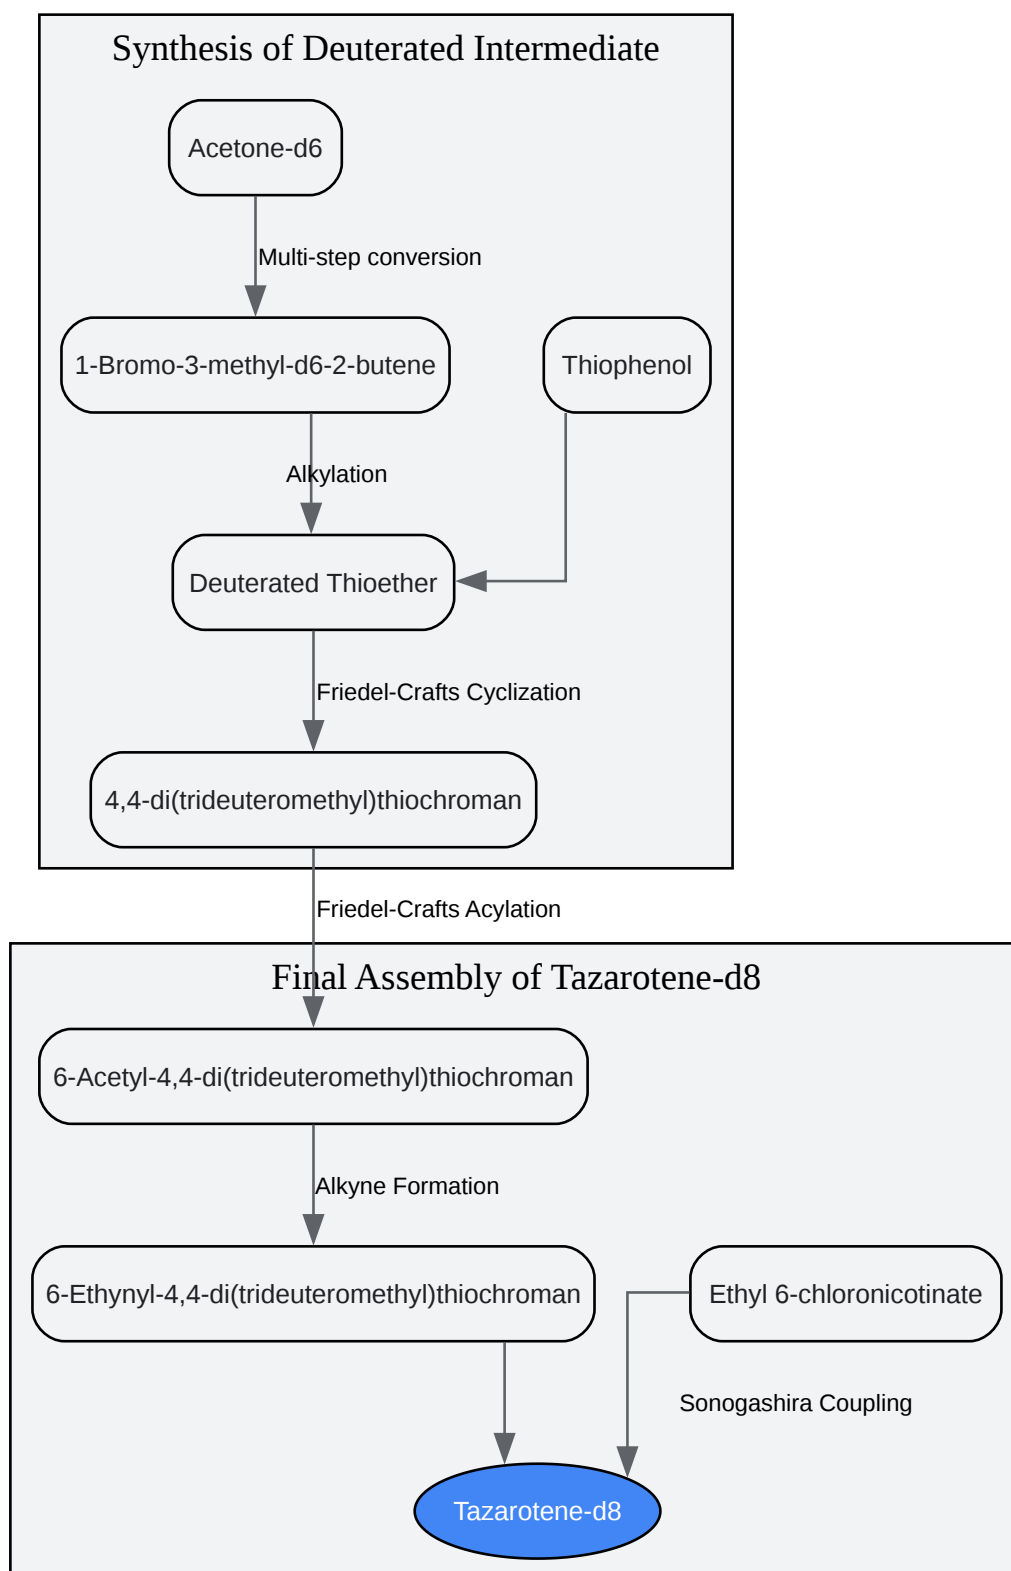 Synthesis of Deuterated Intermediate
Acetone-d6
Multi-step conversion
1-Bromo-3-methyl-d6-2-butene
Thiophenol
Alkylation
Deuterated Thioether
Friedel-Crafts Cyclization
4,4-di(trideuteromethyl)thiochroman
Friedel-Crafts Acylation
Final Assembly of Tazarotene-d8
6-Acetyl-4,4-di(trideuteromethyl)thiochroman
Alkyne Formation
6-Ethynyl-4,4-di(trideuteromethyl)thiochroman
Ethyl 6-chloronicotinate
Sonogashira Coupling
Tazarotene-d8